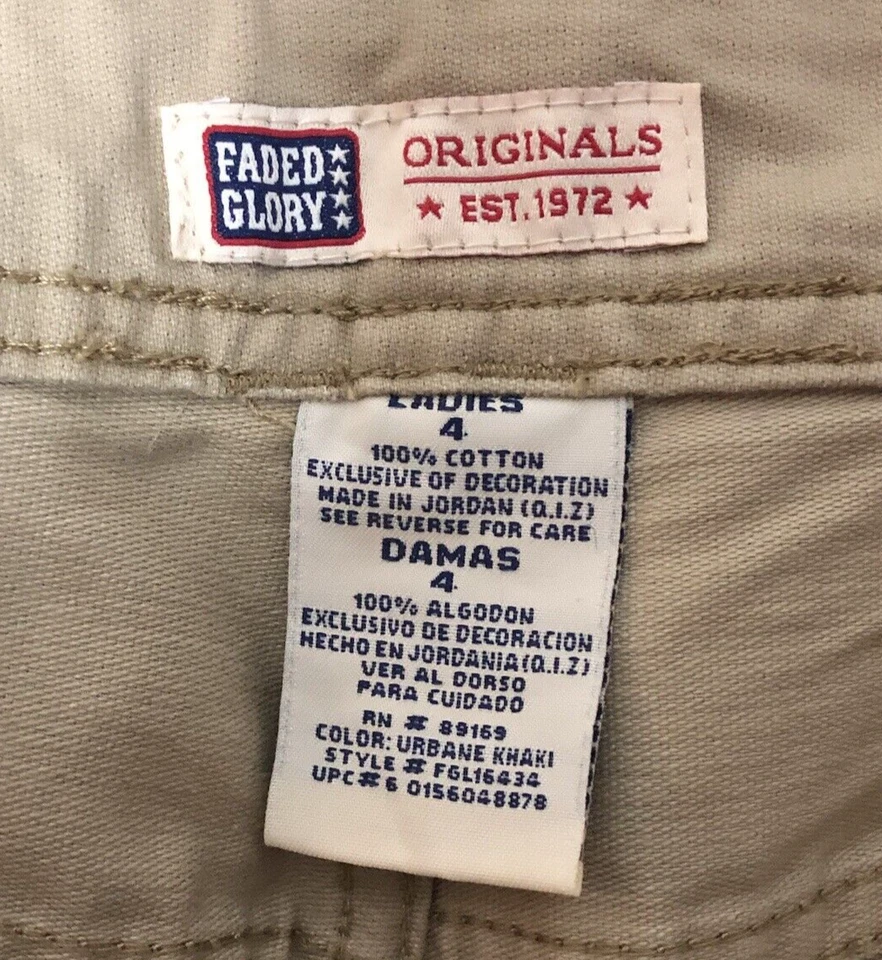 FADED
GLORY
ORIGINALS
EST. 1972
LADIES
4
100% COTTON
EXCLUSIVE OF DECORATION
MADE IN JORDAN (Q.I.Z)
SEE REVERSE FOR CARE
DAMAS
4
100% ALGODON
EXCLUSIVO DE DECORACION
HECHO EN JORDANIA (Q.I.Z)
VER AL DORSO
PARA CUIDADO
RN # 89169
COLOR: URBANE KHAKI
STYLE # FGL16434
UPC # 6 0156048878